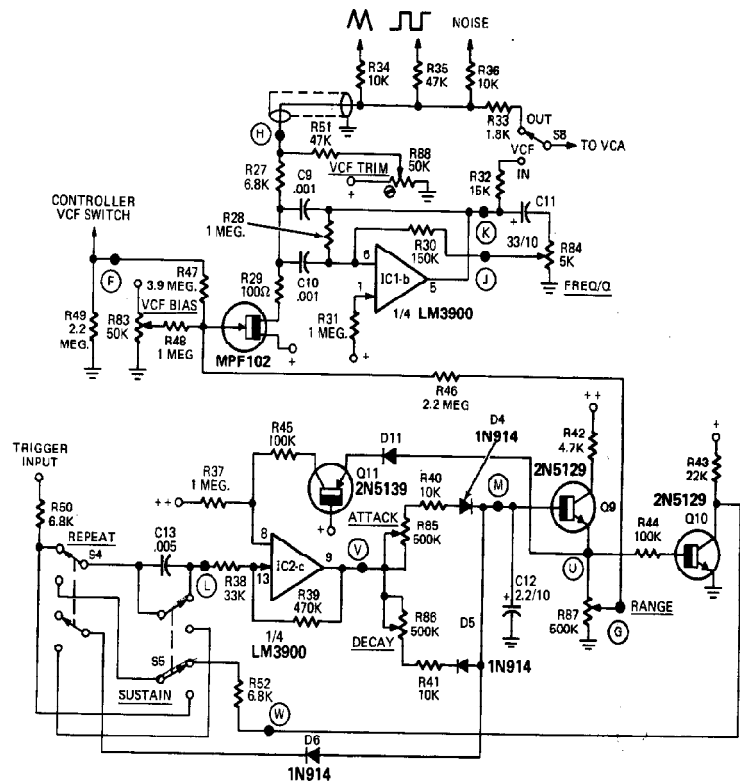 NOISE
R34
10K
R35
47K
R36
10K
R33
1.8K
OUT
S8
TO VCA
VCF
IN
H
R51
47K
R88
50K
VCF TRIM
+
R27
6.8K
C9
.001
R32
15K
C11
+
33/10
K
R84
5K
FREQ/Q
R28
1 MEG.
R30
150K
J
CONTROLLER
VCF SWITCH
F
R47
3.9 MEG.
R29
100Ω
C10
.001
6
IC1-b
5
1
1/4 LM3900
R31
1 MEG.
+
R49
2.2
MEG.
VCF BIAS
R83
50K
R48
1 MEG
MPF102
+
R46
2.2 MEG
D4
1N914
++
R42
4.7K
+
R43
22K
R45
100K
D11
Q11
2N5139
+
R40
10K
M
2N5129
Q9
2N5129
Q10
TRIGGER
INPUT
R50
6.8K
R37
1 MEG.
++
ATTACK
R85
500K
R44
100K
REPEAT
S4
C13
.005
L
R38
33K
8
13
IC2-c
9
V
R39
470K
1/4
LM3900
C12
+
2.2/10
U
R87
500K
RANGE
G
R86
500K
DECAY
D5
1N914
R41
10K
S5
SUSTAIN
R52
6.8K
W
D6
1N914